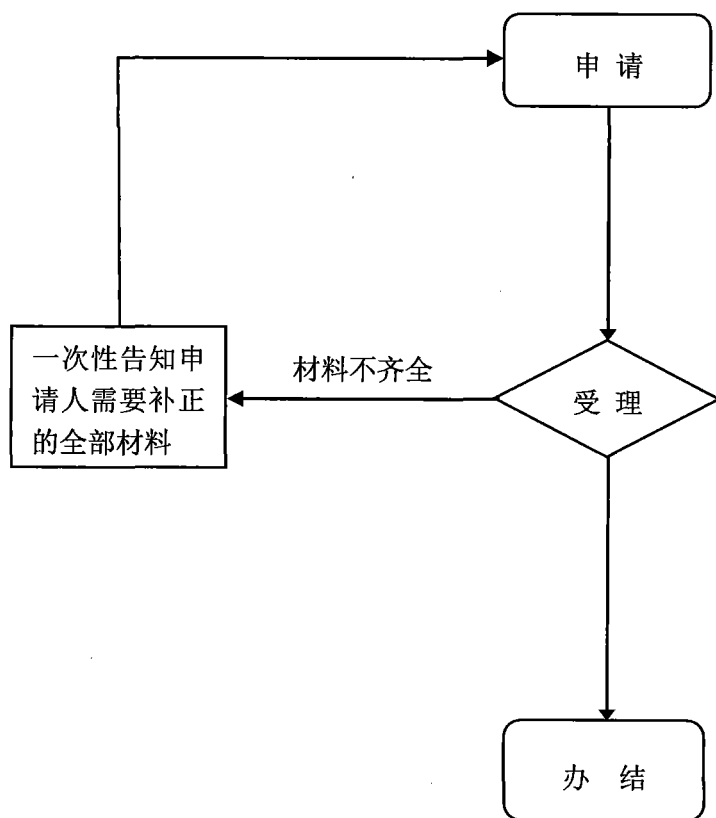 申请
材料不齐全
一次性告知申
请人需要补正
的全部材料
受理
办结